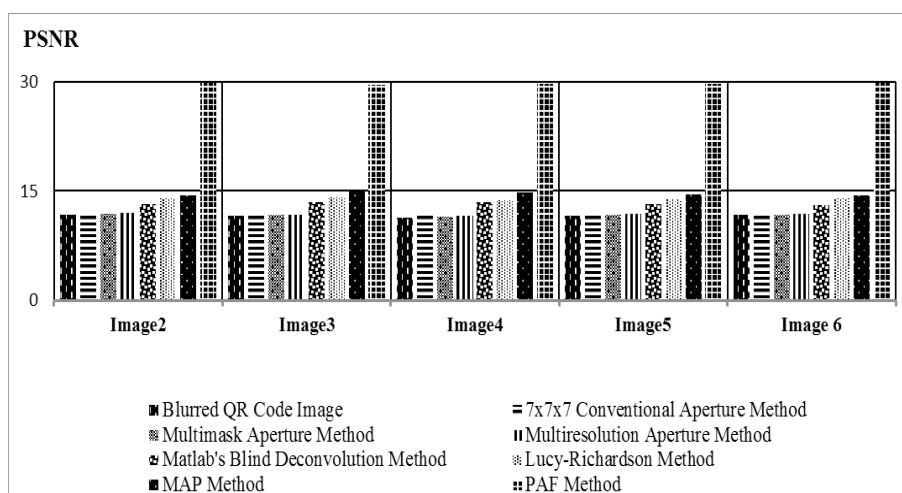 PSNR
30
15
0
Image2 Image3 Image4 Image5 Image 6
Blurred QR Code Image 7x7x7 Conventional Aperture Method
Multimask Aperture Method Multiresolution Aperture Method
Matlab's Blind Deconvolution Method Lucy-Richardson Method
MAP Method PAF Method